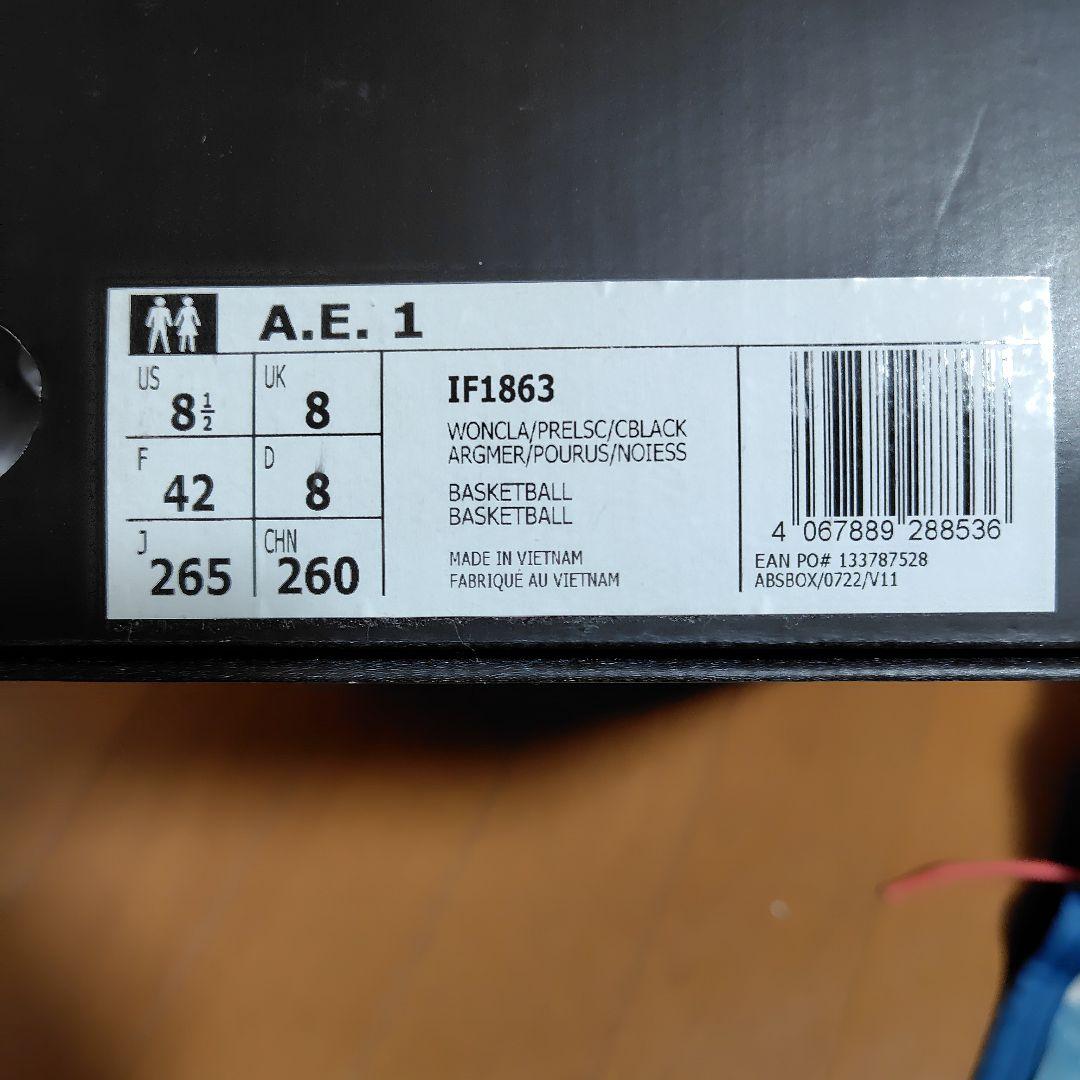 A.E. 1
US 8½ UK 8
F 42 D 8
J 265 CHN 260
IF1863
WONCLA/PRELSC/CBLACK
ARGMER/POURUS/NOIESS
BASKETBALL
BASKETBALL
MADE IN VIETNAM
FABRIQUÉ AU VIETNAM
4 067889 288536
EAN PO# 133787528
ABSBOX/0722/V11